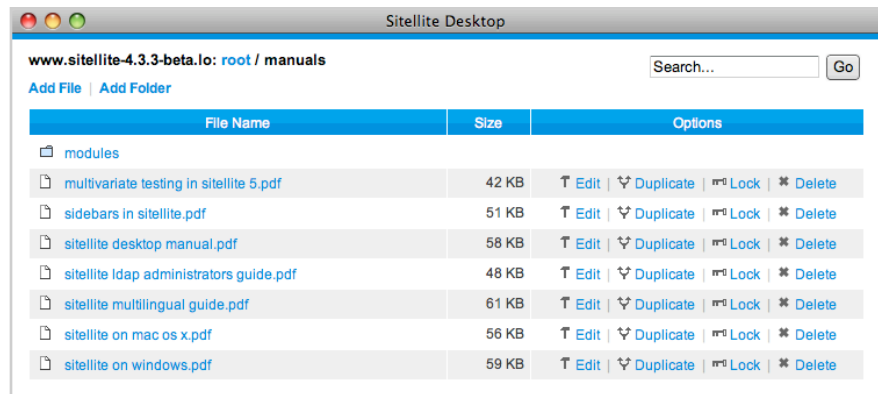 Sitellite Desktop
www.sitellite-4.3.3-beta.lo: root / manuals
Search... Go
Add File | Add Folder
File Name Size Options
modules
multivariate testing in sitellite 5.pdf 42 KB Edit | Duplicate | Lock | Delete
sidebars in sitellite.pdf 51 KB Edit | Duplicate | Lock | Delete
sitellite desktop manual.pdf 58 KB Edit | Duplicate | Lock | Delete
sitellite ldap administrators guide.pdf 48 KB Edit | Duplicate | Lock | Delete
sitellite multilingual guide.pdf 61 KB Edit | Duplicate | Lock | Delete
sitellite on mac os x.pdf 56 KB Edit | Duplicate | Lock | Delete
sitellite on windows.pdf 59 KB Edit | Duplicate | Lock | Delete